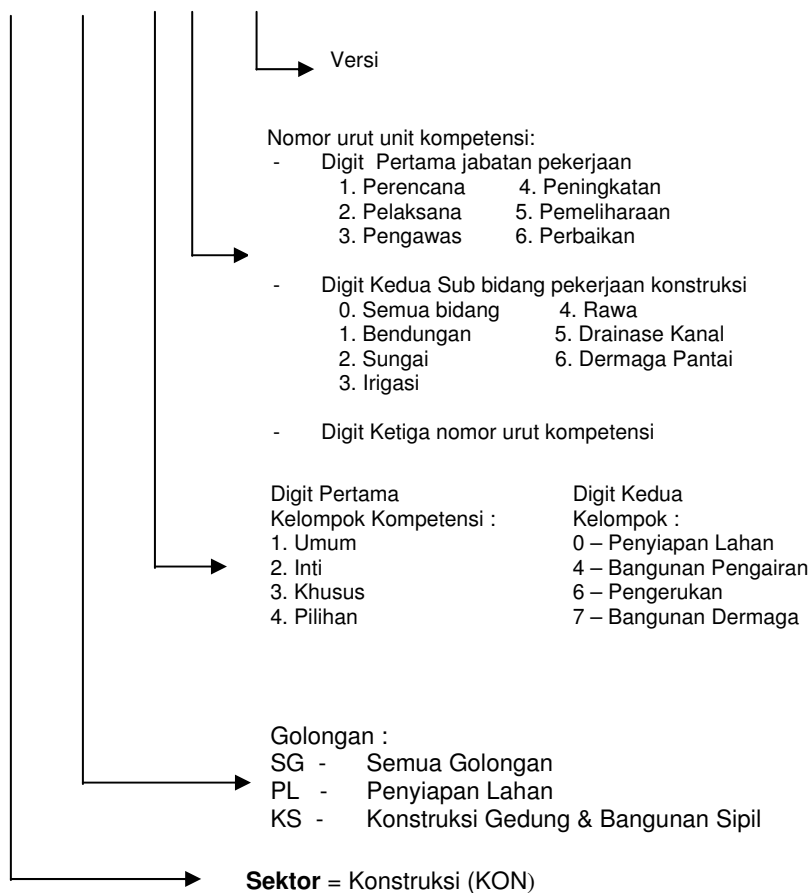 Versi
Nomor urut unit kompetensi:
- Digit Pertama jabatan pekerjaan
1. Perencana 4. Peningkatan
2. Pelaksana 5. Pemeliharaan
3. Pengawas 6. Perbaikan
- Digit Kedua Sub bidang pekerjaan konstruksi
0. Semua bidang 4. Rawa
1. Bendungan 5. Drainase Kanal
2. Sungai 6. Dermaga Pantai
3. Irigasi
- Digit Ketiga nomor urut kompetensi
Digit Pertama Digit Kedua
Kelompok Kompetensi : Kelompok :
1. Umum 0 – Penyiapan Lahan
2. Inti 4 – Bangunan Pengairan
3. Khusus 6 – Pengerukan
4. Pilihan 7 – Bangunan Dermaga
Golongan :
SG - Semua Golongan
PL - Penyiapan Lahan
KS - Konstruksi Gedung & Bangunan Sipil
Sektor = Konstruksi (KON)